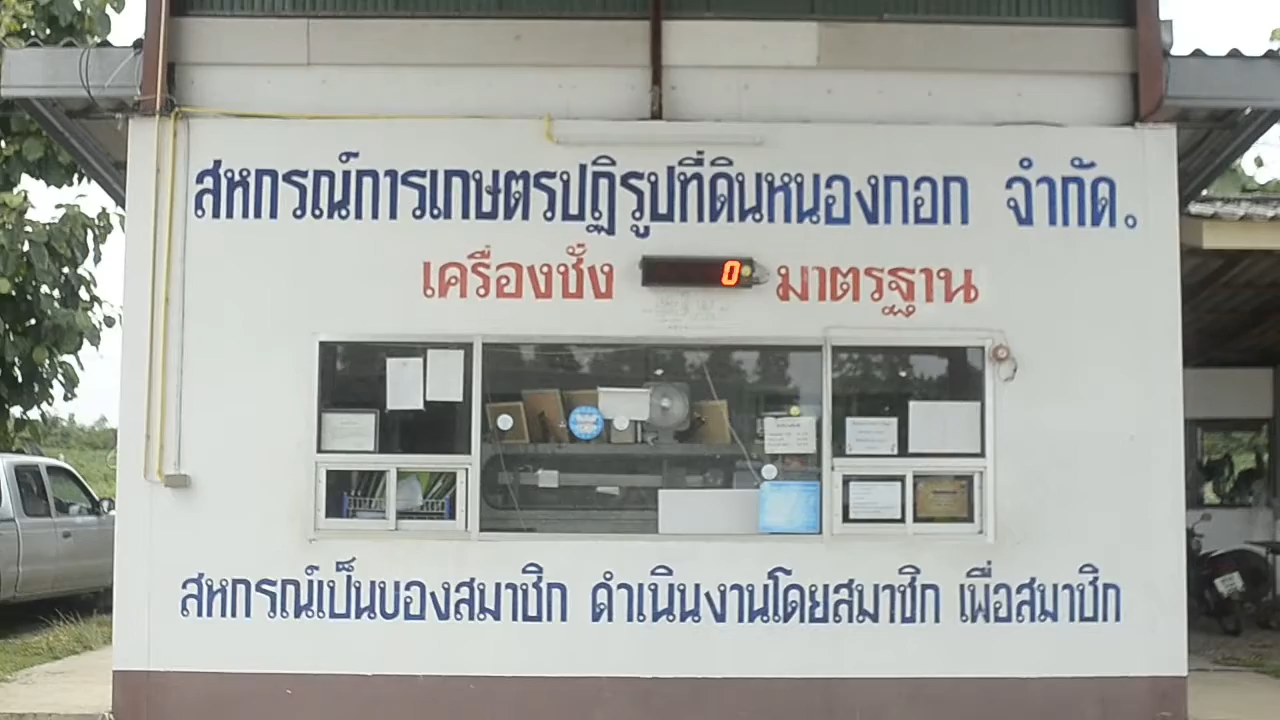 สหกรณ์การเกษตรปฏิรูปที่ดินหนองกอก จำกัด
เครื่องชั่ง 0 มาตรฐาน
สหกรณ์เป็นของสมาชิก ดำเนินงานโดยสมาชิก เพื่อสมาชิก